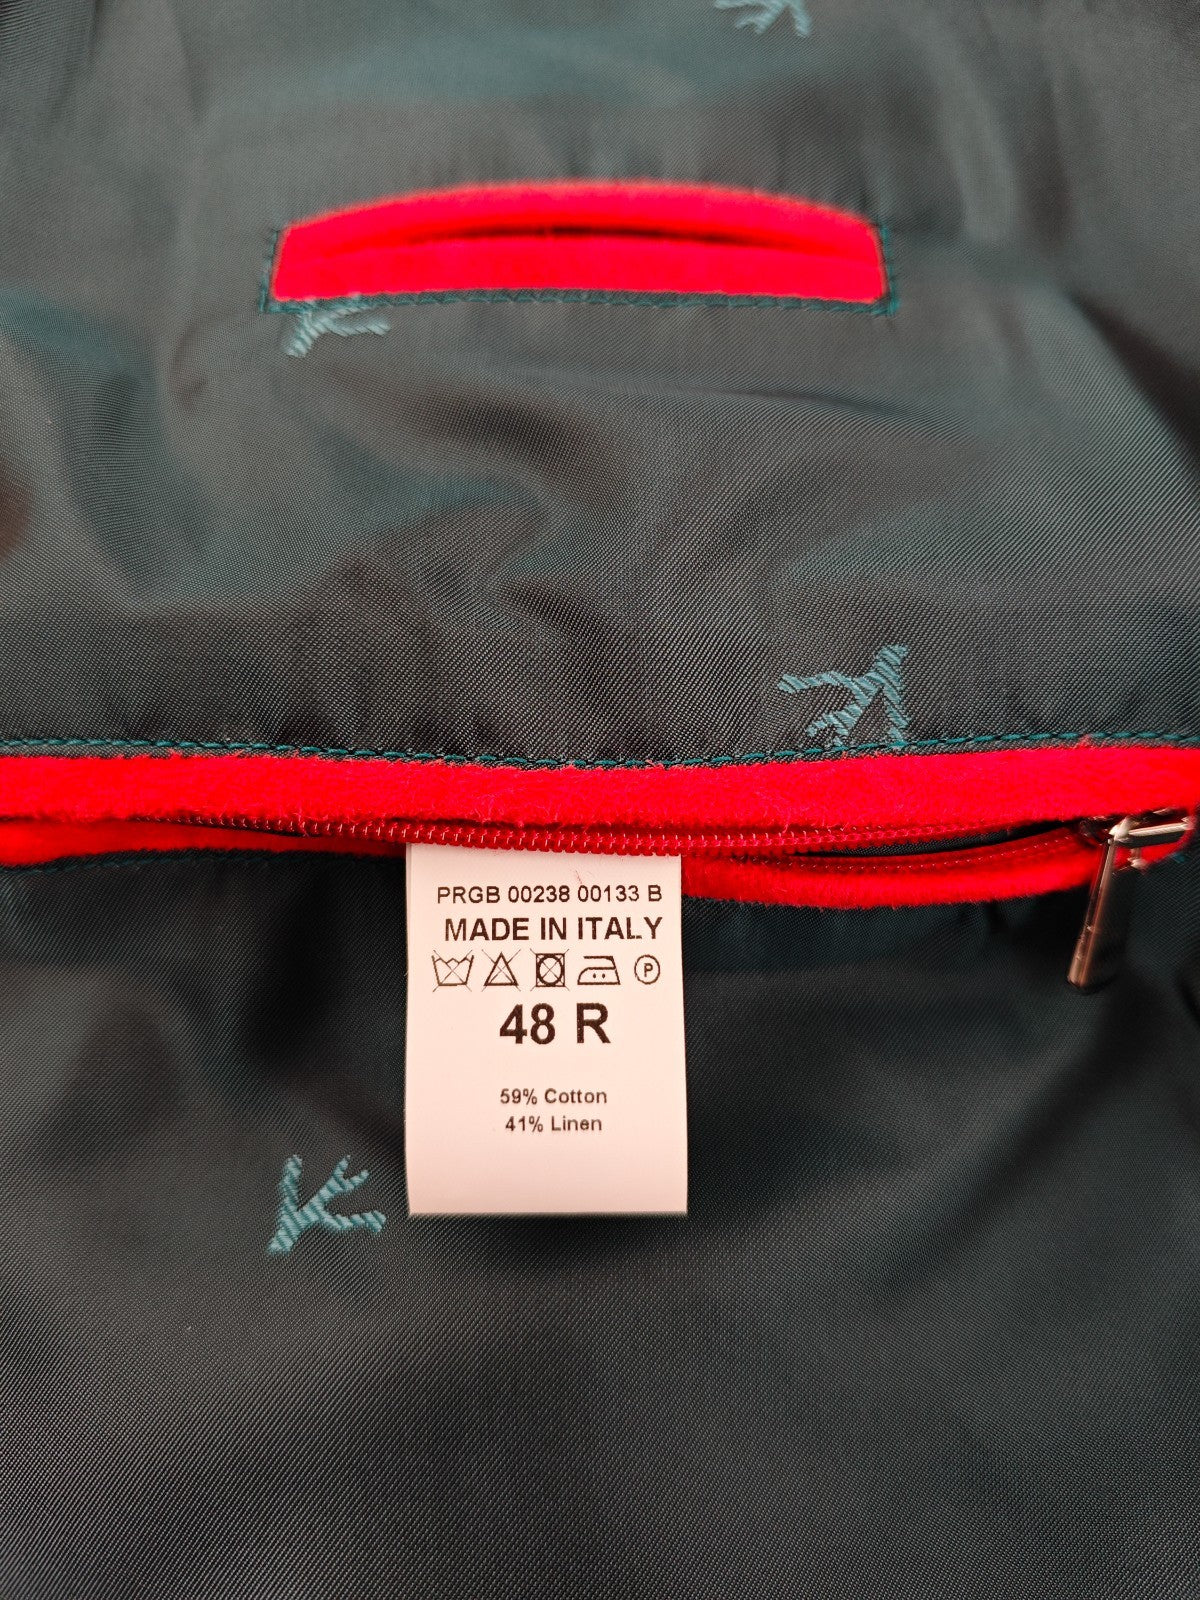 PRGB 00238 00133 B
MADE IN ITALY
P
48 R
59% Cotton
41% Linen